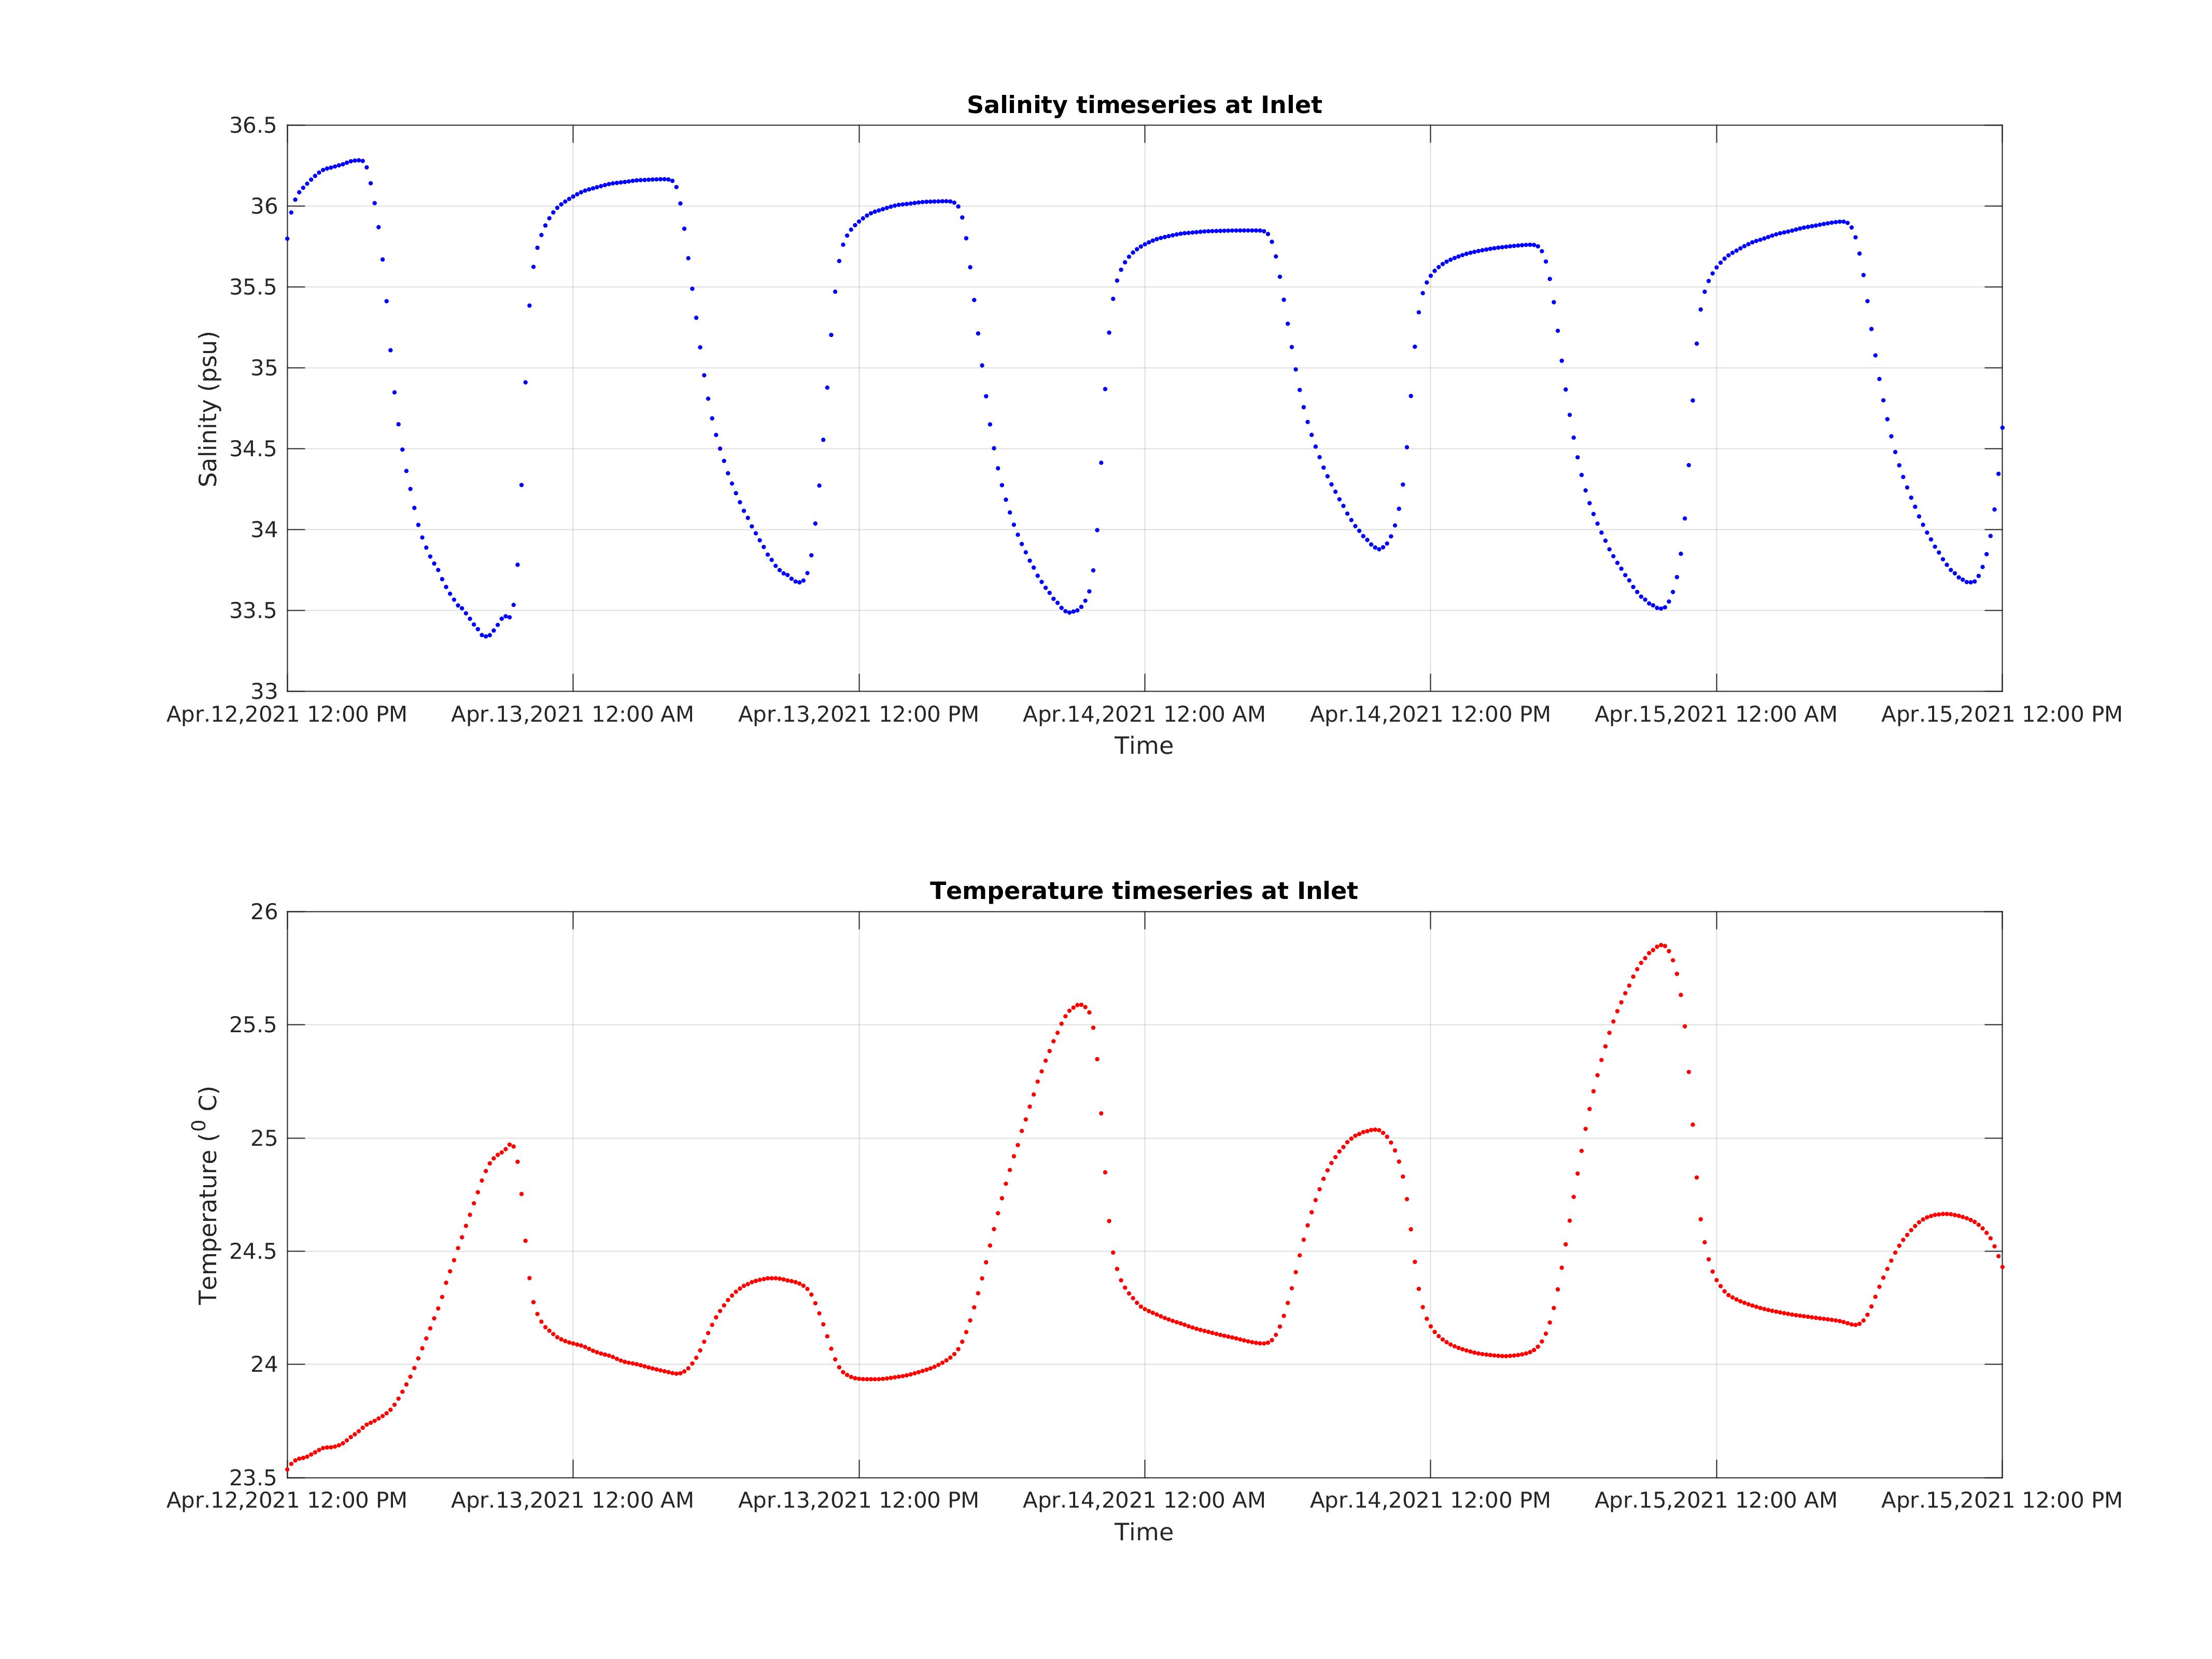 Salinity timeseries at Inlet
36.5
36
35.5
35
34.5
34
33.5
33
Salinity (psu)
Apr.12,2021 12:00 PM Apr.13,2021 12:00 AM Apr.13,2021 12:00 PM Apr.14,2021 12:00 AM Apr.14,2021 12:00 PM Apr.15,2021 12:00 AM Apr.15,2021 12:00 PM
Time
Temperature timeseries at Inlet
26
25.5
25
24.5
24
23.5
Temperature (⁰ C)
Apr.12,2021 12:00 PM Apr.13,2021 12:00 AM Apr.13,2021 12:00 PM Apr.14,2021 12:00 AM Apr.14,2021 12:00 PM Apr.15,2021 12:00 AM Apr.15,2021 12:00 PM
Time